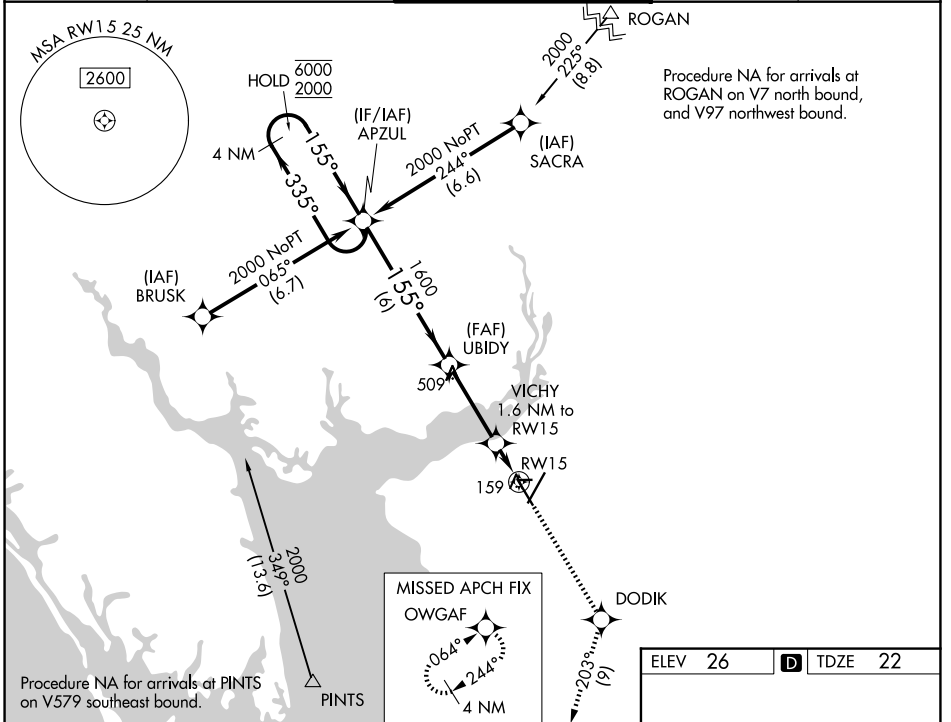 MSA RW15 25 NM
2600
HOLD
6000
2000
4 NM
155°
335°
(IF/IAF)
APZUL
ROGAN
2000
225°
(8.8)
Procedure NA for arrivals at
ROGAN on V7 north bound,
and V97 northwest bound.
(IAF)
SACRA
2000 NoPT
244°
(6.6)
2000 NoPT
065°
(6.7)
(IAF)
BRUSK
1600
155°
(6)
(FAF)
UBIDY
509
VICHY
1.6 NM to
RW15
RW15
159
2000
349°
(13.6)
PINTS
Procedure NA for arrivals at PINTS
on V579 southeast bound.
MISSED APCH FIX
OWGAF
064°
244°
4 NM
DODIK
203°
(9)
ELEV 26 D TDZE 22